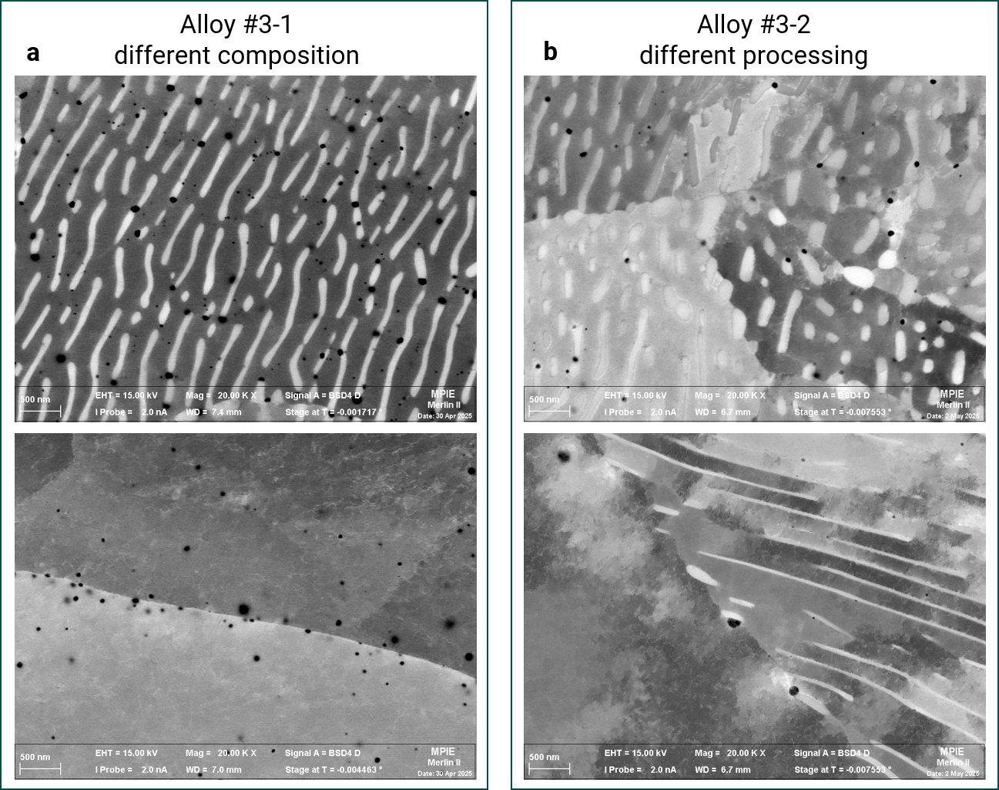 Alloy #3-1
different composition
a
500 nm
EHT = 15.00 kV
Mag = 20.00 K X
Signal A = BSD4 D
MPIE
Merlin II
I Probe = 2.0 nA
WD = 7.4 mm
Stage at T = -0.001717 °
Date: 30 Apr 2025
500 nm
EHT = 15.00 kV
Mag = 20.00 K X
Signal A = BSD4 D
MPIE
Merlin II
I Probe = 2.0 nA
WD = 7.0 mm
Stage at T = -0.004463 °
Date: 30 Apr 2025
Alloy #3-2
different processing
b
500 nm
EHT = 15.00 kV
Mag = 20.00 K X
Signal A = BSD4 D
MPIE
Merlin II
I Probe = 2.0 nA
WD = 6.7 mm
Stage at T = -0.007553 °
Date: 2 May 2025
500 nm
EHT = 15.00 kV
Mag = 20.00 K X
Signal A = BSD4 D
MPIE
Merlin II
I Probe = 2.0 nA
WD = 6.7 mm
Stage at T = -0.007553 °
Date: 2 May 2025